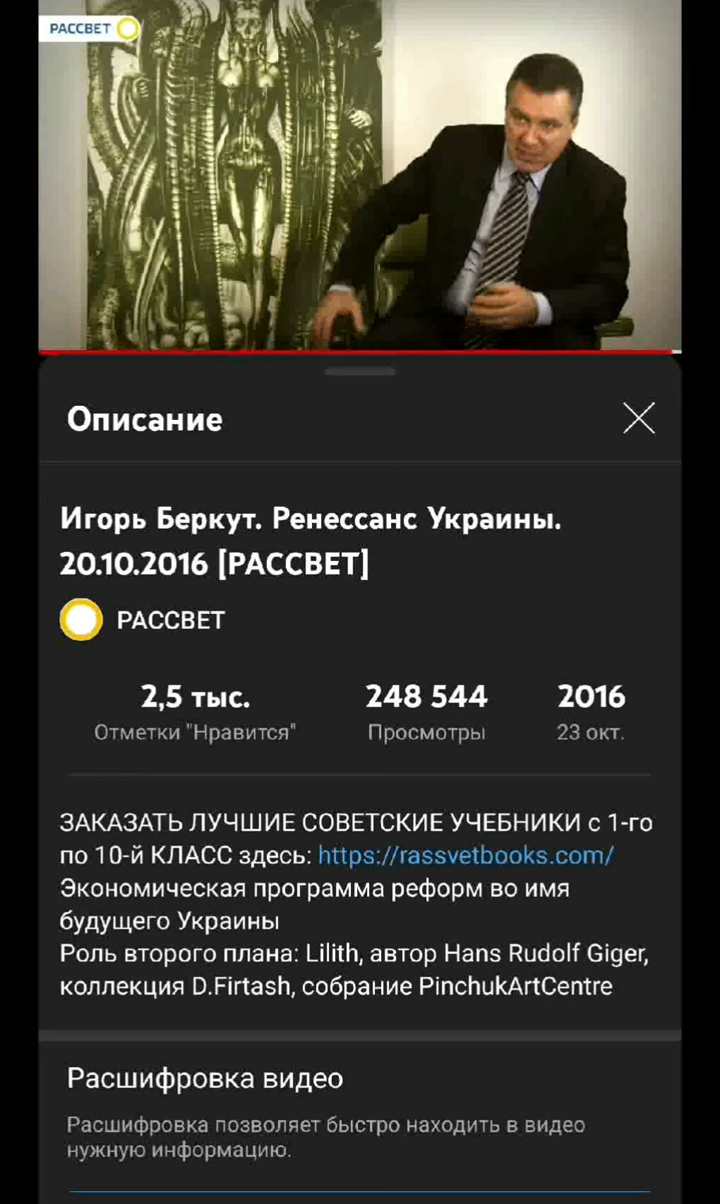 РАССВЕТ
Описание
Игорь Беркут. Ренессанс Украины.
20.10.2016 [РАССВЕТ]
РАССВЕТ
2,5 тыс. 248 544 2016
Отметки "Нравится" Просмотры 23 окт.
ЗАКАЗАТЬ ЛУЧШИЕ СОВЕТСКИЕ УЧЕБНИКИ с 1-го
по 10-й КЛАСС здесь: https://rassvetbooks.com/
Экономическая программа реформ во имя
будущего Украины
Роль второго плана: Lilith, автор Hans Rudolf Giger,
коллекция D.Firtash, собрание PinchukArtCentre
Расшифровка видео
Расшифровка позволяет быстро находить в видео
нужную информацию.